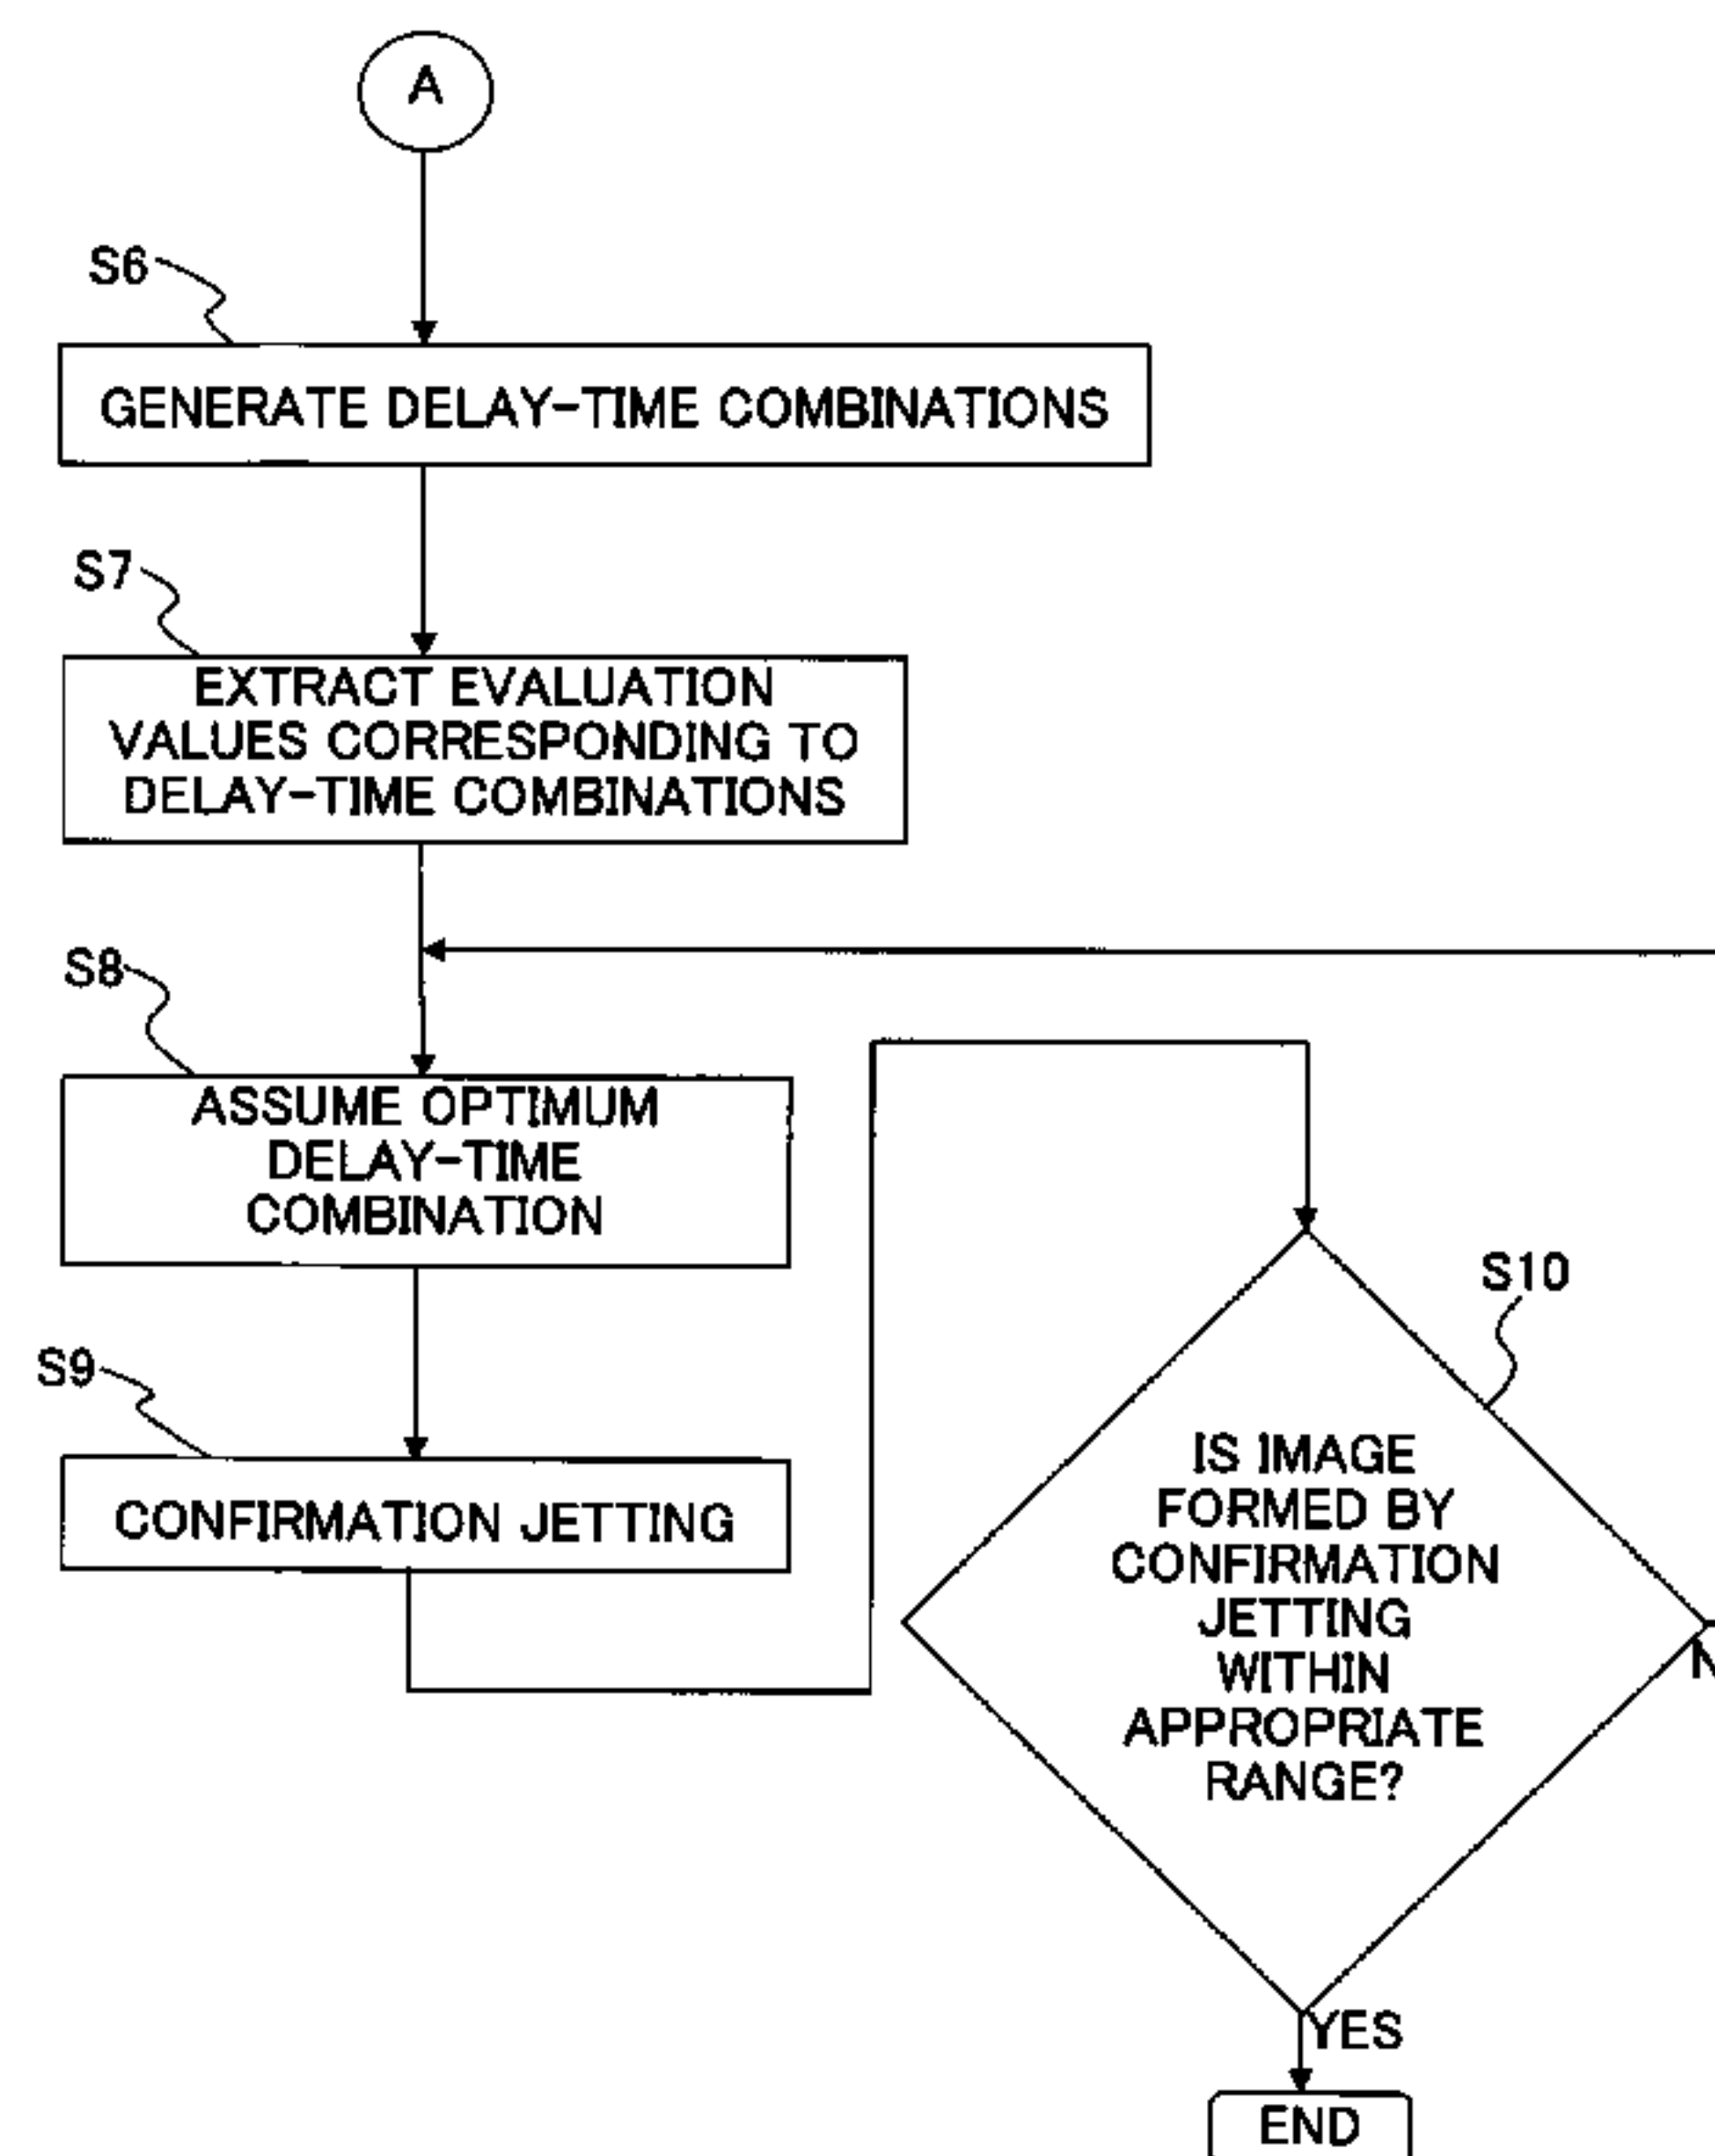 A
S6
GENERATE DELAY-TIME COMBINATIONS
S7
EXTRACT EVALUATION
VALUES CORRESPONDING TO
DELAY-TIME COMBINATIONS
S8
ASSUME OPTIMUM
DELAY-TIME
COMBINATION
S9
CONFIRMATION JETTING
S10
IS IMAGE
FORMED BY
CONFIRMATION
JETTING
WITHIN
APPROPRIATE
RANGE?
YES
END